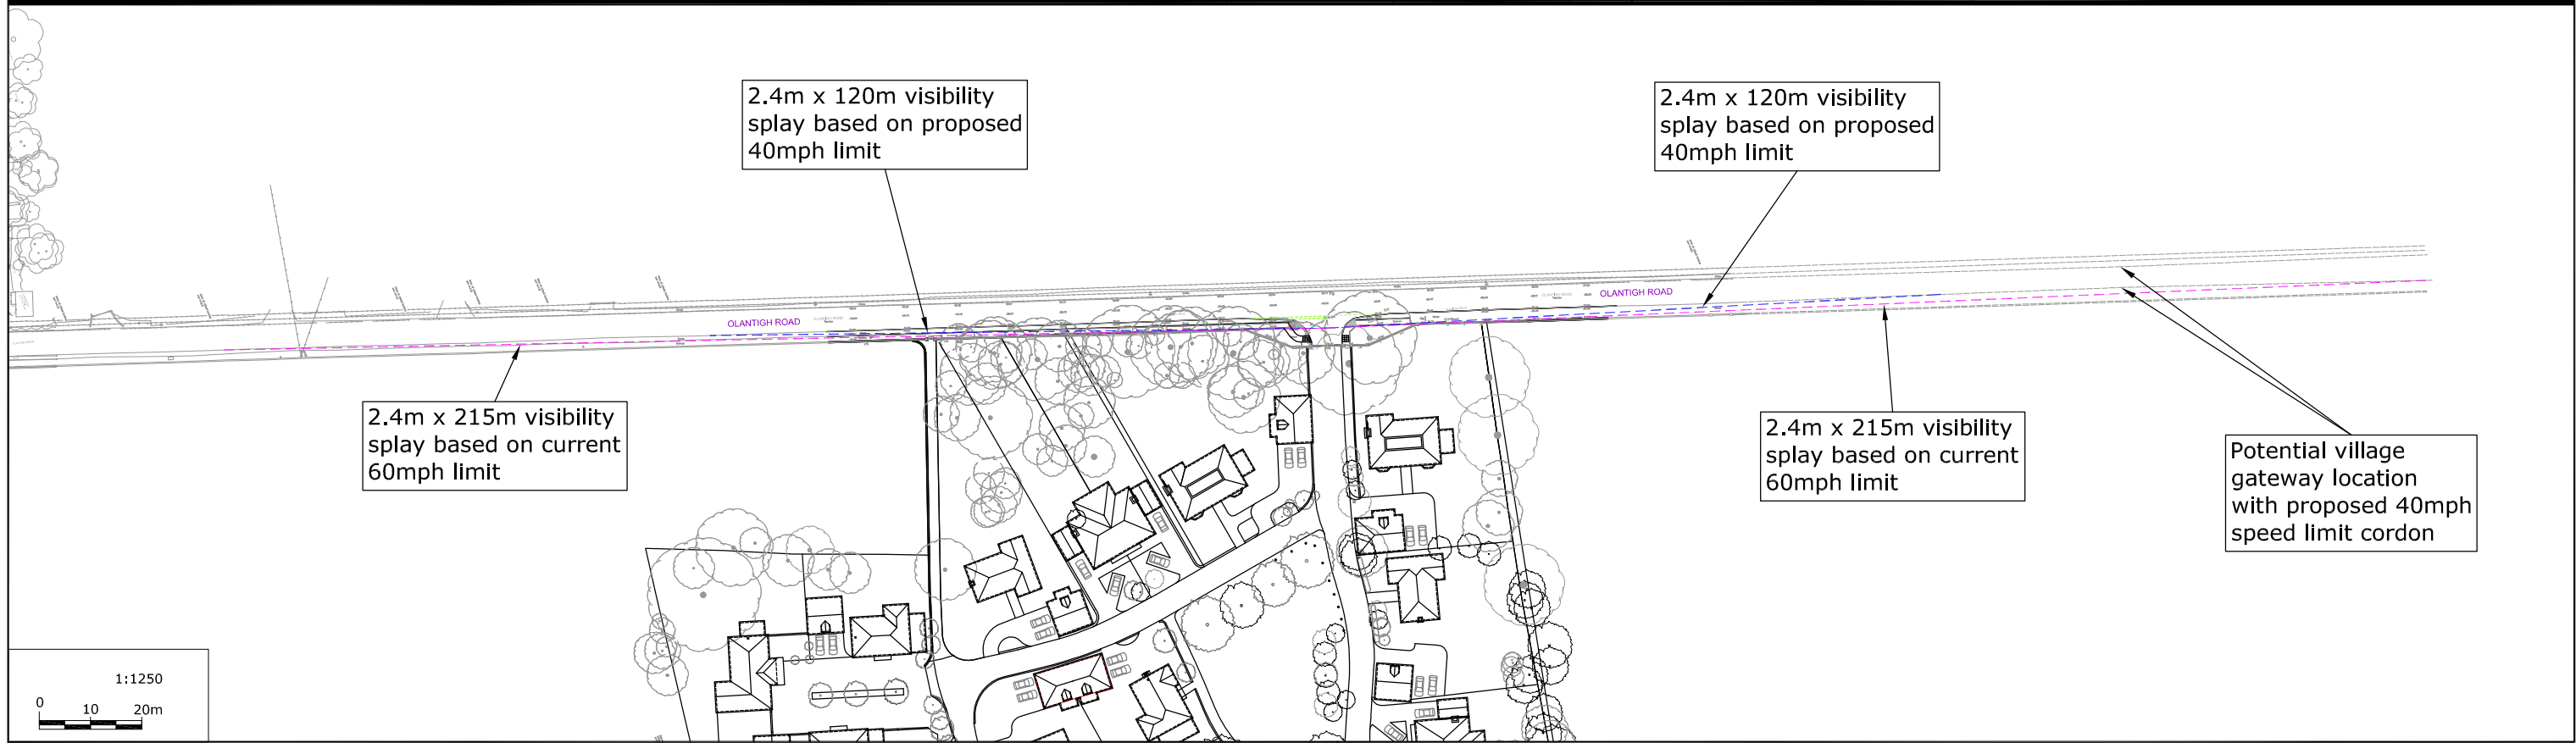 2.4m x 120m visibility
splay based on proposed
40mph limit
2.4m x 120m visibility
splay based on proposed
40mph limit
OLANTIGH ROAD
OLANTIGH ROAD
2.4m x 215m visibility
splay based on current
60mph limit
2.4m x 215m visibility
splay based on current
60mph limit
Potential village
gateway location
with proposed 40mph
speed limit cordon
1:1250
0 10 20m